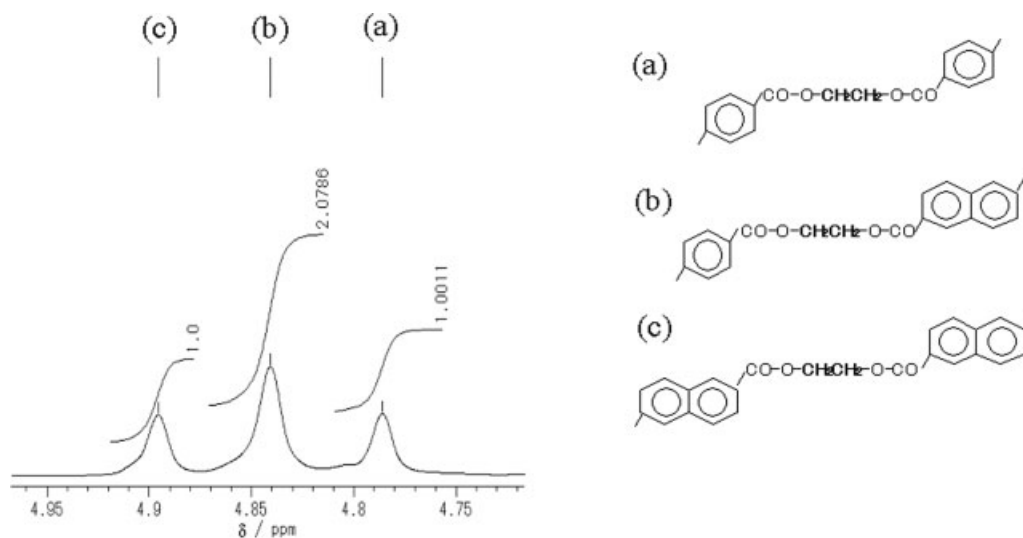 (c) (b) (a)
1.0
2.0786
1.0011
4.95 4.9 4.85 4.8 4.75
δ / ppm
(a)
CO-O-CH2CH2-O-CO
(b)
CO-O-CH2CH2-O-CO
(c)
CO-O-CH2CH2-O-CO